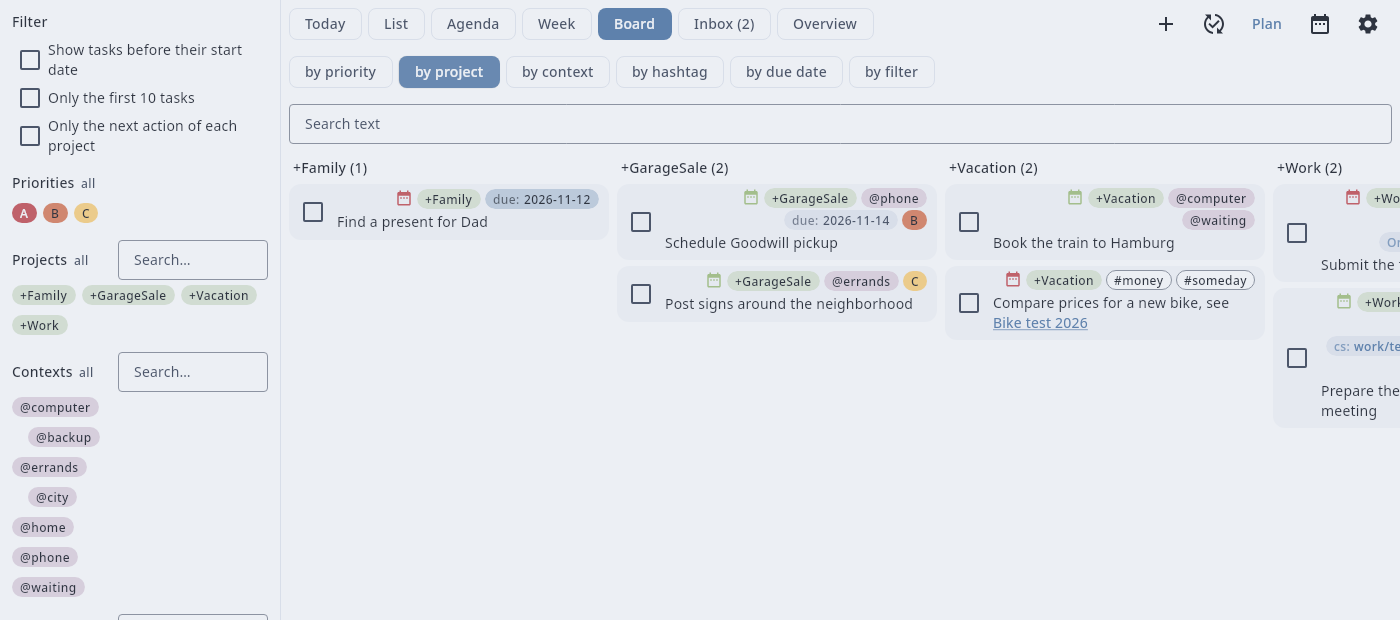 Filter
Show tasks before their start
date
Only the first 10 tasks
Only the next action of each
project
Priorities all
A B C
Projects all Search...
+Family +GarageSale +Vacation
+Work
Contexts all Search...
@computer
@backup
@errands
@city
@home
@phone
@waiting
Today List Agenda Week Board Inbox (2) Overview Plan
by priority by project by context by hashtag by due date by filter
Search text
+Family (1)
+Family due: 2026-11-12
Find a present for Dad
+GarageSale (2)
+GarageSale @phone
due: 2026-11-14 B
Schedule Goodwill pickup
+GarageSale @errands C
Post signs around the neighborhood
+Vacation (2)
+Vacation @computer
@waiting
Book the train to Hamburg
+Vacation #money #someday
Compare prices for a new bike, see
Bike test 2026
+Work (2)
Submit the
cs: work/te
Prepare the
meeting